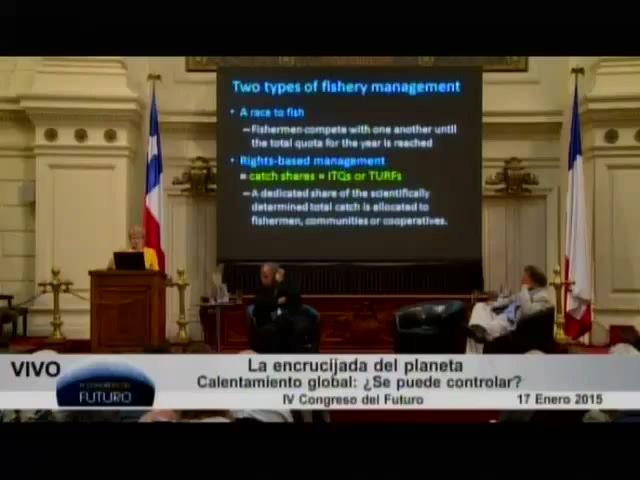 Two types of fishery management
• A race to fish
–Fishermen compete with one another until
the total quota for the year is reached
• Rights-based management
= catch shares = ITQs or TURFs
–A dedicated share of the scientifically
determined total catch is allocated to
fishermen, communities or cooperatives.
VIVO
FUTURO
La encrucijada del planeta
Calentamiento global: ¿Se puede controlar?
IV Congreso del Futuro
17 Enero 2015